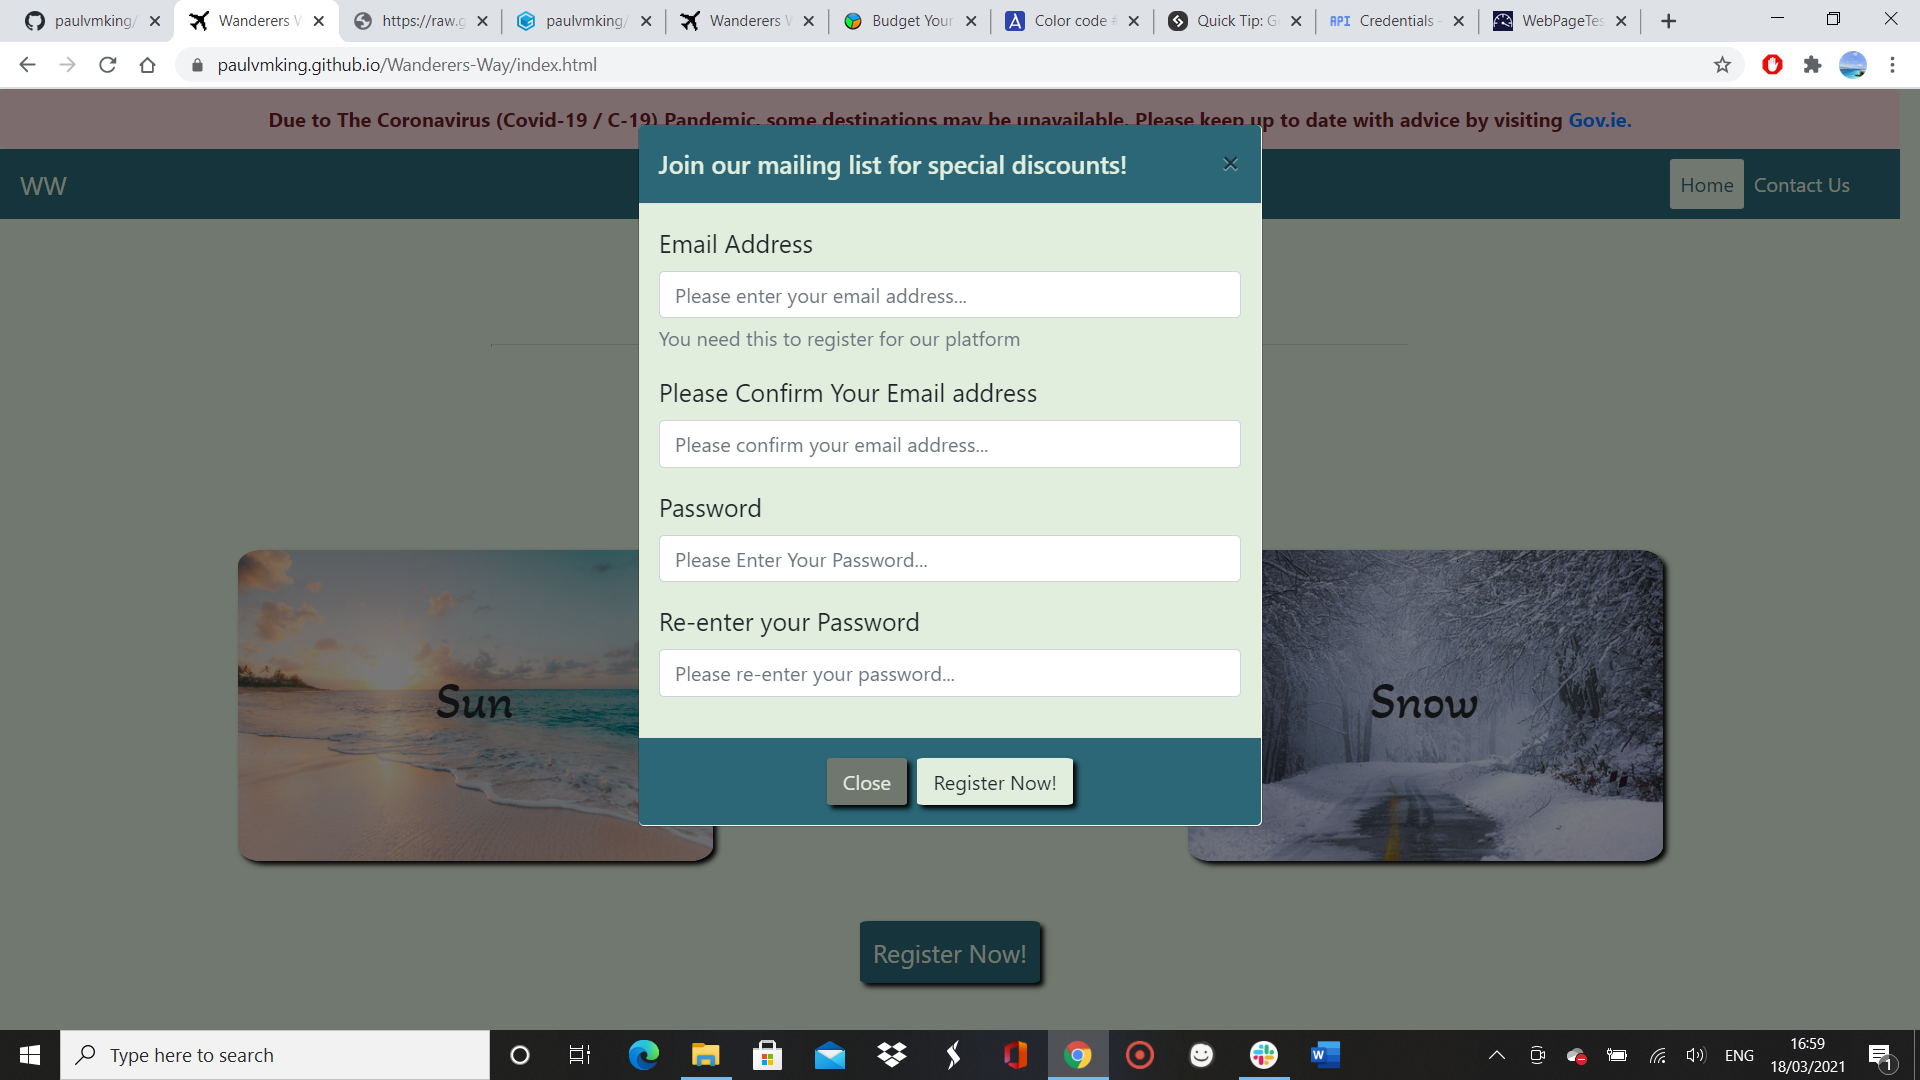 paulvmking/
Wanderers W
https://raw.g
paulvmking/
Wanderers W
Budget Your
Color code #
Quick Tip: G
API Credentials -
WebPageTes
paulvmking.github.io/Wanderers-Way/index.html
Due to The Coronavirus (Covid-19 / C-19) Pandemic, some destinations may be unavailable. Please keep up to date with advice by visiting Gov.ie.
WW
Home
Contact Us
Join our mailing list for special discounts!
Email Address
Please enter your email address...
You need this to register for our platform
Please Confirm Your Email address
Please confirm your email address...
Password
Please Enter Your Password...
Re-enter your Password
Please re-enter your password...
Sun
Snow
Close
Register Now!
Register Now!
Type here to search
ENG
16:59
18/03/2021
1